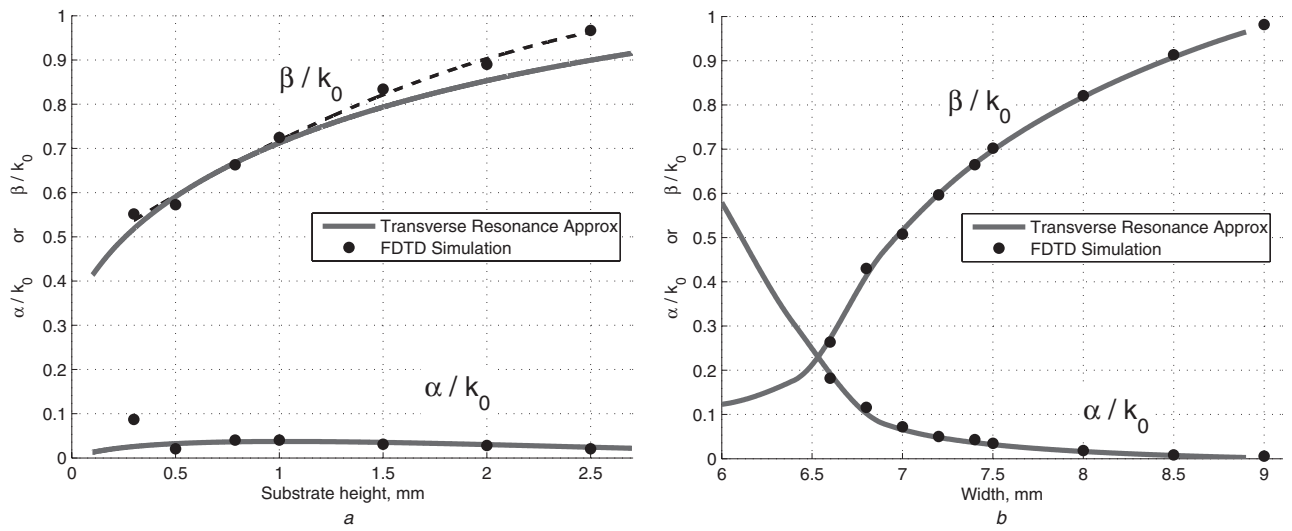 1
0.9
0.8
0.7
0.6
0.5
0.4
0.3
0.2
0.1
0
α / k0 or β / k0
β / k0
Transverse Resonance Approx
FDTD Simulation
α / k0
0 0.5 1 1.5 2 2.5
Substrate height, mm
a
1
0.9
0.8
0.7
0.6
0.5
0.4
0.3
0.2
0.1
0
α / k0 or β / k0
β / k0
Transverse Resonance Approx
FDTD Simulation
α / k0
6 6.5 7 7.5 8 8.5 9
Width, mm
b